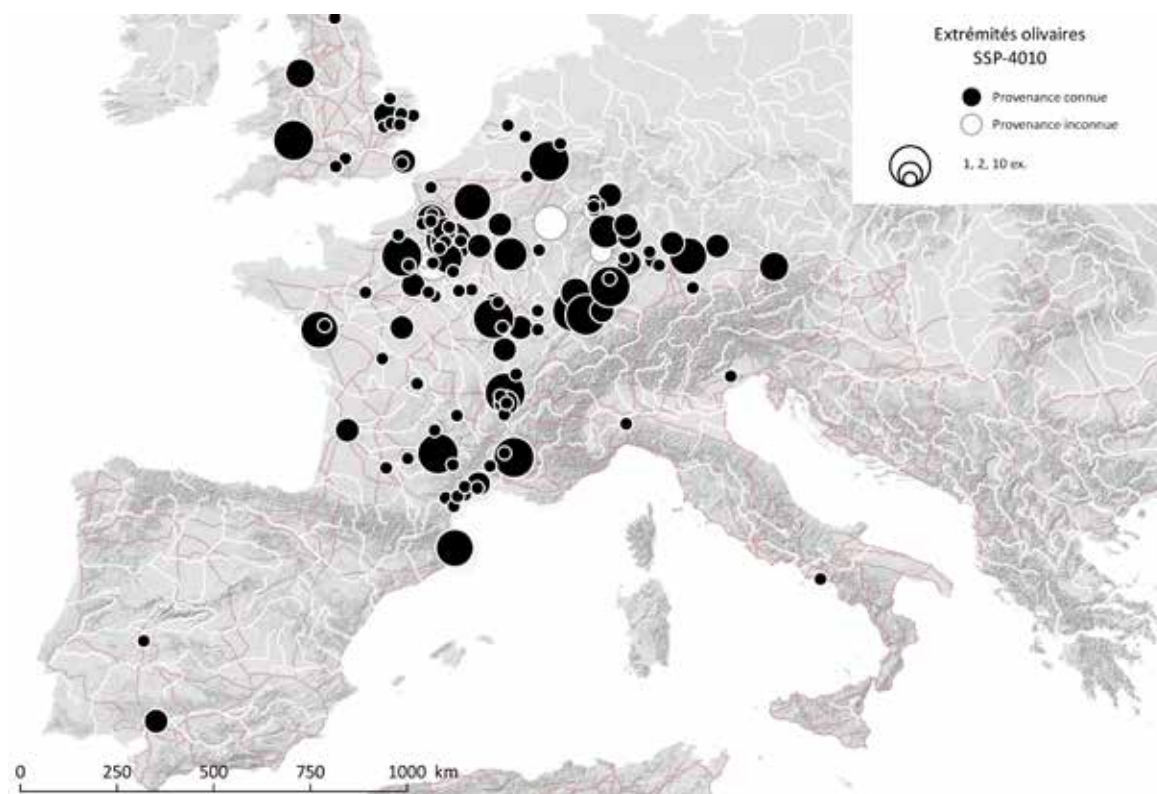 Extrémités olivaires
SSP-4010
Provenance connue
Provenance inconnue
1, 2, 10 ex.
0 250 500 750 1000 km